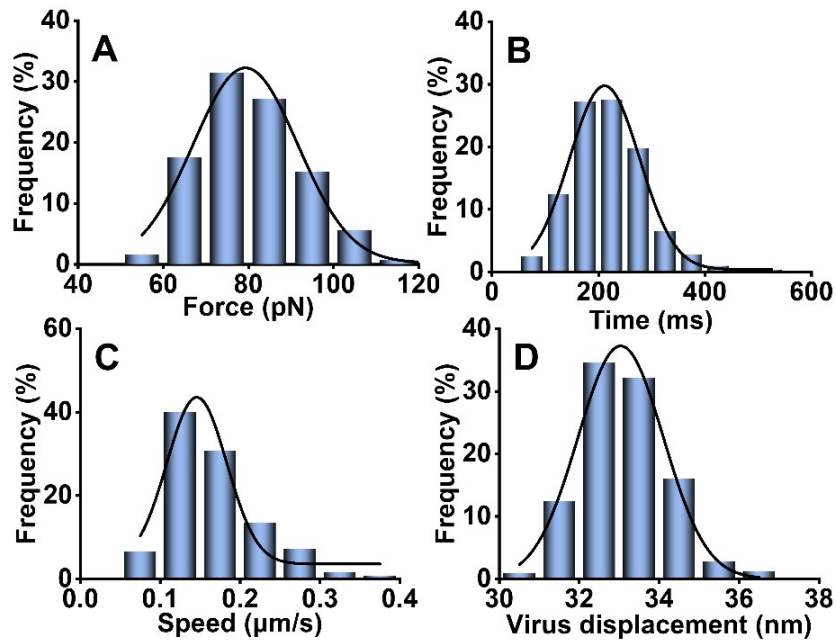 A
Frequency (%)
40
30
20
10
0
40 60 80 100 120
Force (pN)
B
Frequency (%)
40
30
20
10
0
0 200 400 600
Time (ms)
C
Frequency (%)
60
40
20
0
0.0 0.1 0.2 0.3 0.4
Speed (μm/s)
D
Frequency (%)
40
30
20
10
0
30 32 34 36 38
Virus displacement (nm)